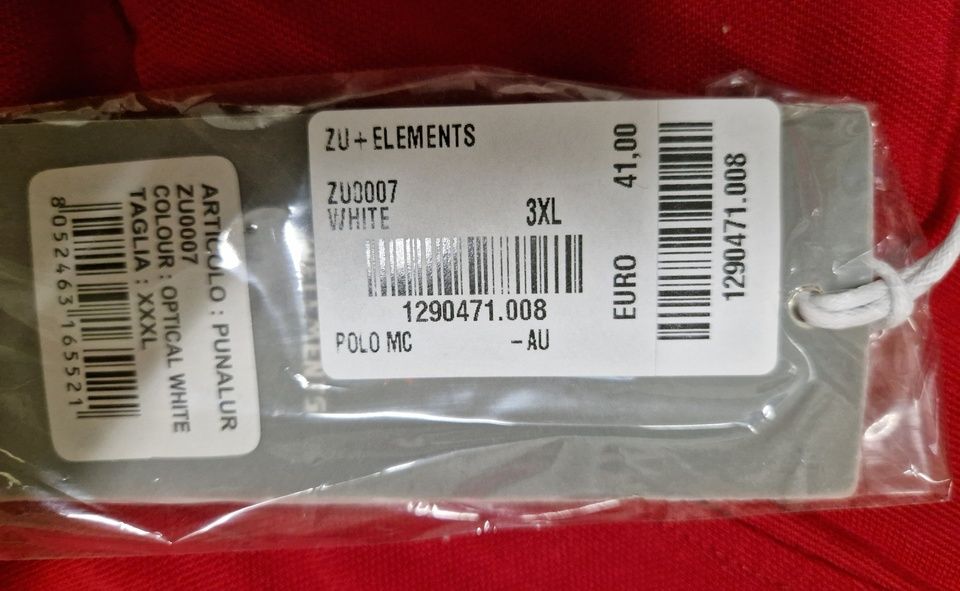 ZU+ELEMENTS
ZU0007
WHITE
3XL
1290471.008
POLO MC
-AU
EURO 41,00
1290471.008
ARTICOLO : PUNALUR
ZU0007
COLOUR : OPTICAL WHITE
TAGLIA : XXXL
8052463165521